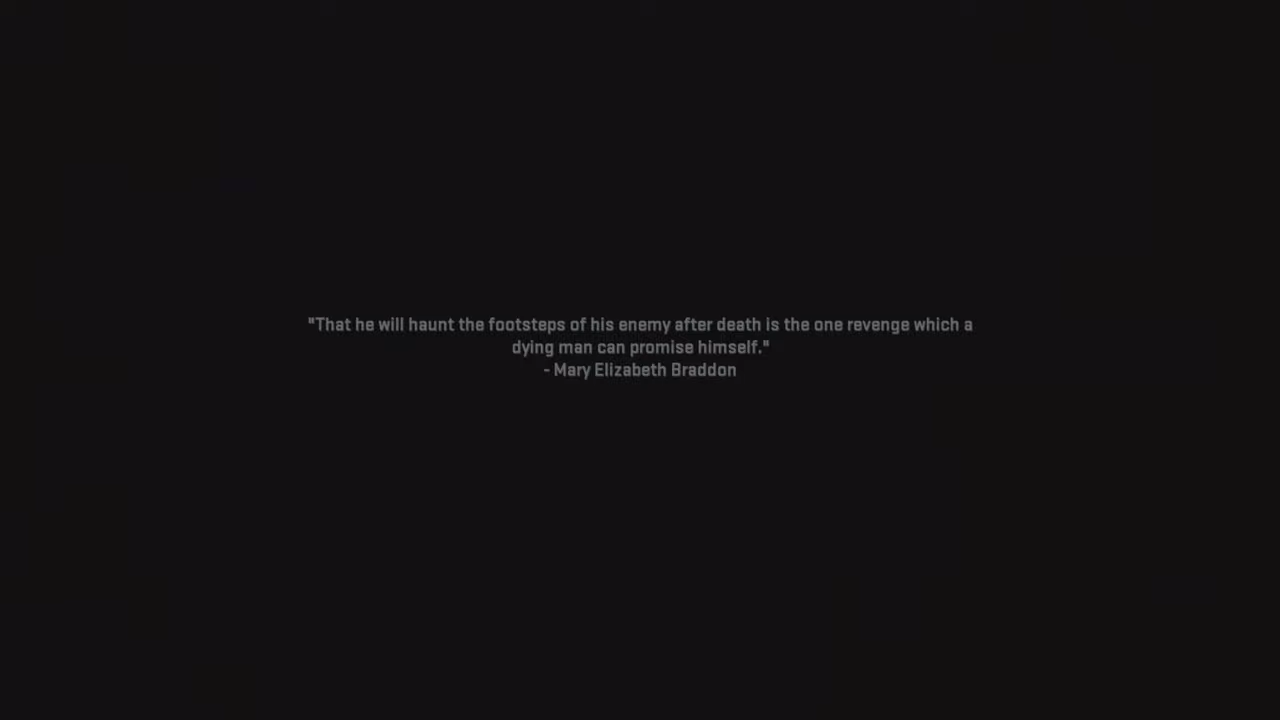 "That he will haunt the footsteps of his enemy after death is the one revenge which a
dying man can promise himself."
- Mary Elizabeth Braddon